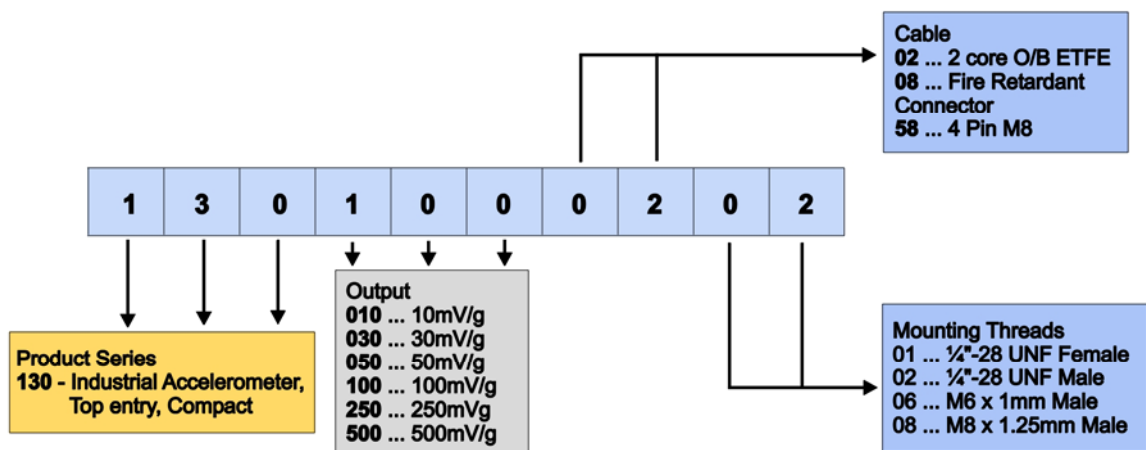 Cable
02 ... 2 core O/B ETFE
08 ... Fire Retardant
Connector
58 ... 4 Pin M8
1 3 0 1 0 0 0 2 0 2
Product Series
130 - Industrial Accelerometer,
Top entry, Compact
Output
010 ... 10mV/g
030 ... 30mV/g
050 ... 50mV/g
100 ... 100mV/g
250 ... 250mVg
500 ... 500mV/g
Mounting Threads
01 ... ¼"-28 UNF Female
02 ... ¼"-28 UNF Male
06 ... M6 x 1mm Male
08 ... M8 x 1.25mm Male